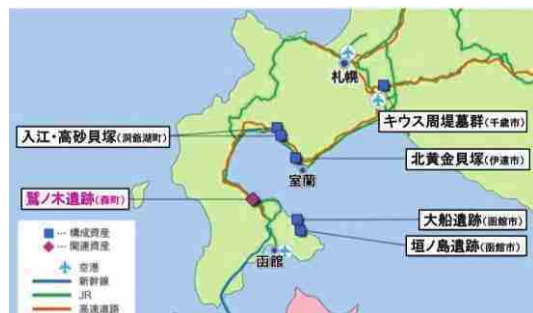 札幌
キウス周堤墓群(千歳市)
入江・高砂貝塚(洞爺湖町)
北黄金貝塚(伊達市)
室蘭
鷲ノ木遺跡(森町)
大船遺跡(函館市)
垣ノ島遺跡(函館市)
函館
■… 構成資産
◆… 関連資産
空港
新幹線
JR
高速道路